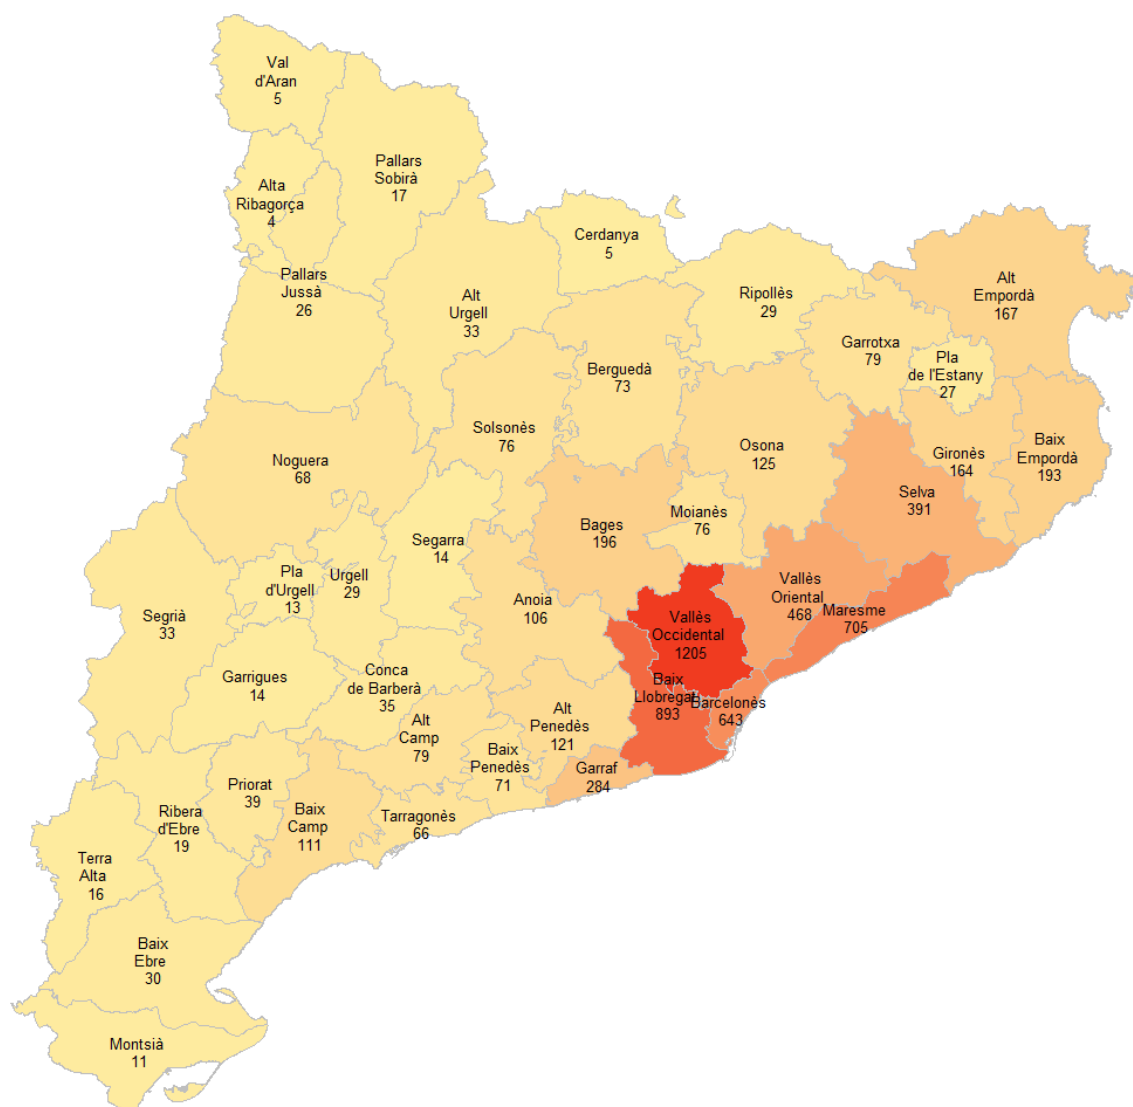 Val
d'Aran
5
Pallars
Sobirà
17
Alta
Ribagorça
4
Cerdanya
5
Pallars
Jussà
26
Alt
Urgell
33
Ripollès
29
Alt
Empordà
167
Garrotxa
79
Pla
de l'Estany
27
Berguedà
73
Solsonès
76
Osona
125
Gironès
164
Baix
Empordà
193
Noguera
68
Selva
391
Moianès
76
Bages
196
Segarra
14
Pla
d'Urgell
13
Urgell
29
Anoia
106
Vallès
Oriental
468
Maresme
705
Segrià
33
Vallès
Occidental
1205
Garrigues
14
Conca
de Barberà
35
Baix
Llobregat
893
Barcelonès
643
Alt
Penedès
121
Alt
Camp
79
Baix
Penedès
71
Garraf
284
Priorat
39
Baix
Camp
111
Tarragonès
66
Ribera
d'Ebre
19
Terra
Alta
16
Baix
Ebre
30
Montsià
11